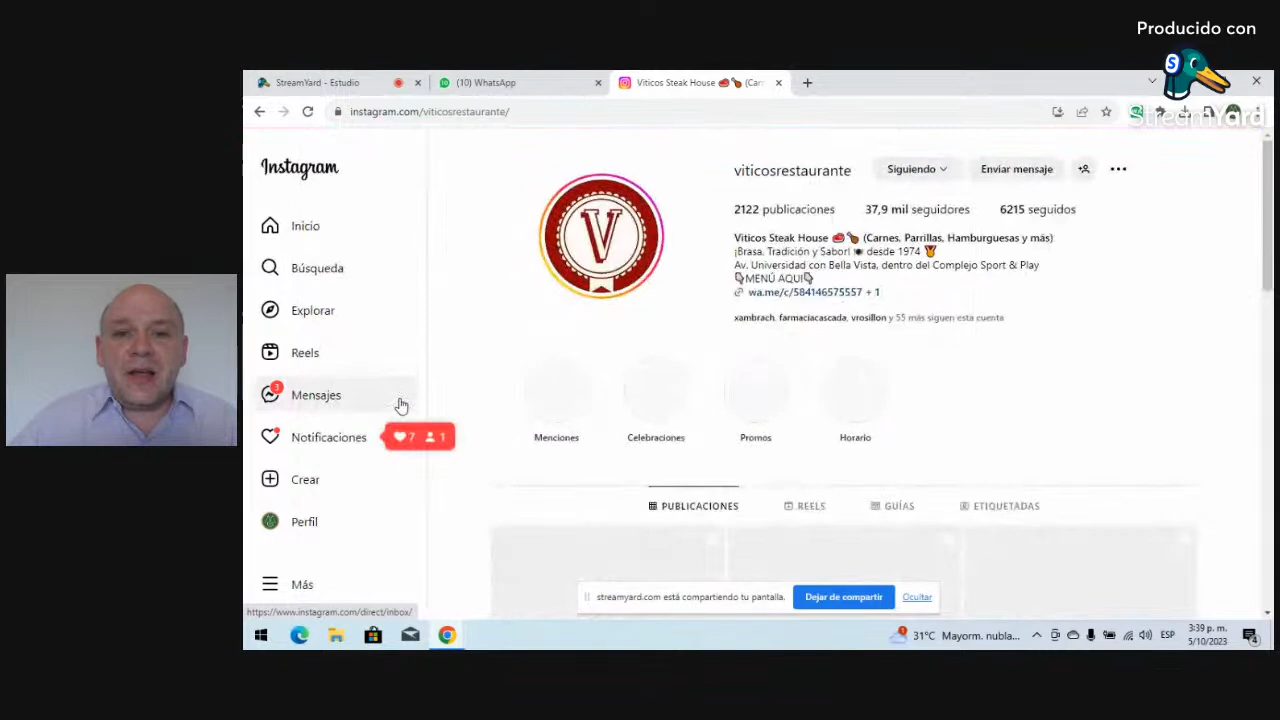 Producido con
S
StreamYard
StreamYard - Estudio
(10) WhatsApp
Viticos Steak House 🥩🍗 (Carn
instagram.com/viticosrestaurante/
Instagram
Inicio
Búsqueda
Explorar
Reels
3
Mensajes
Notificaciones
7 1
Crear
Perfil
Más
https://www.instagram.com/direct/inbox/
V
viticosrestaurante
Siguiendo
Enviar mensaje
2122 publicaciones 37,9 mil seguidores 6215 seguidos
Viticos Steak House 🥩🍗 (Carnes, Parrillas, Hamburguesas y más)
¡Brasa, Tradición y Sabor! 🍽 desde 1974 🏅
Av. Universidad con Bella Vista, dentro del Complejo Sport & Play
👇MENÚ AQUI👇
wa.me/c/584146575557 + 1
xambrach, farmaciacascada, vrosillon y 55 más siguen esta cuenta
Menciones
Celebraciones
Promos
Horario
PUBLICACIONES
REELS
GUÍAS
ETIQUETADAS
streamyard.com está compartiendo tu pantalla.
Dejar de compartir
Ocultar
31°C Mayorm. nubla...
ESP
3:39 p. m.
5/10/2023
4